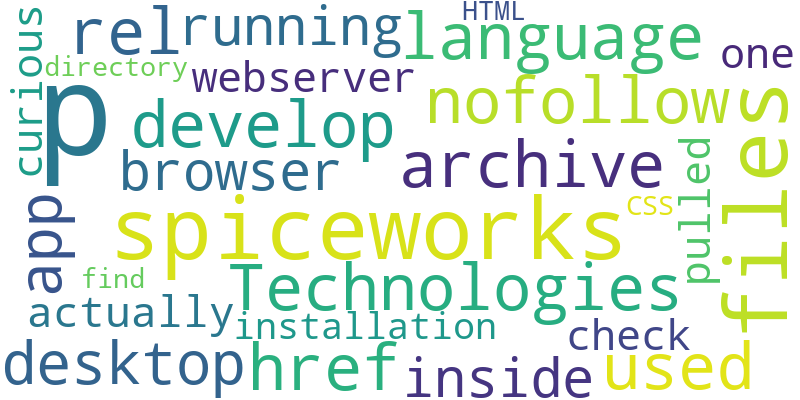 HTML
curious
rel
running
language
one
directory
webserver
p
nofollows
files
develop
browser
archive
pulled
app
spiceworks
CSS
find
Technologies
actually
installation
check
desktop
href
inside
used